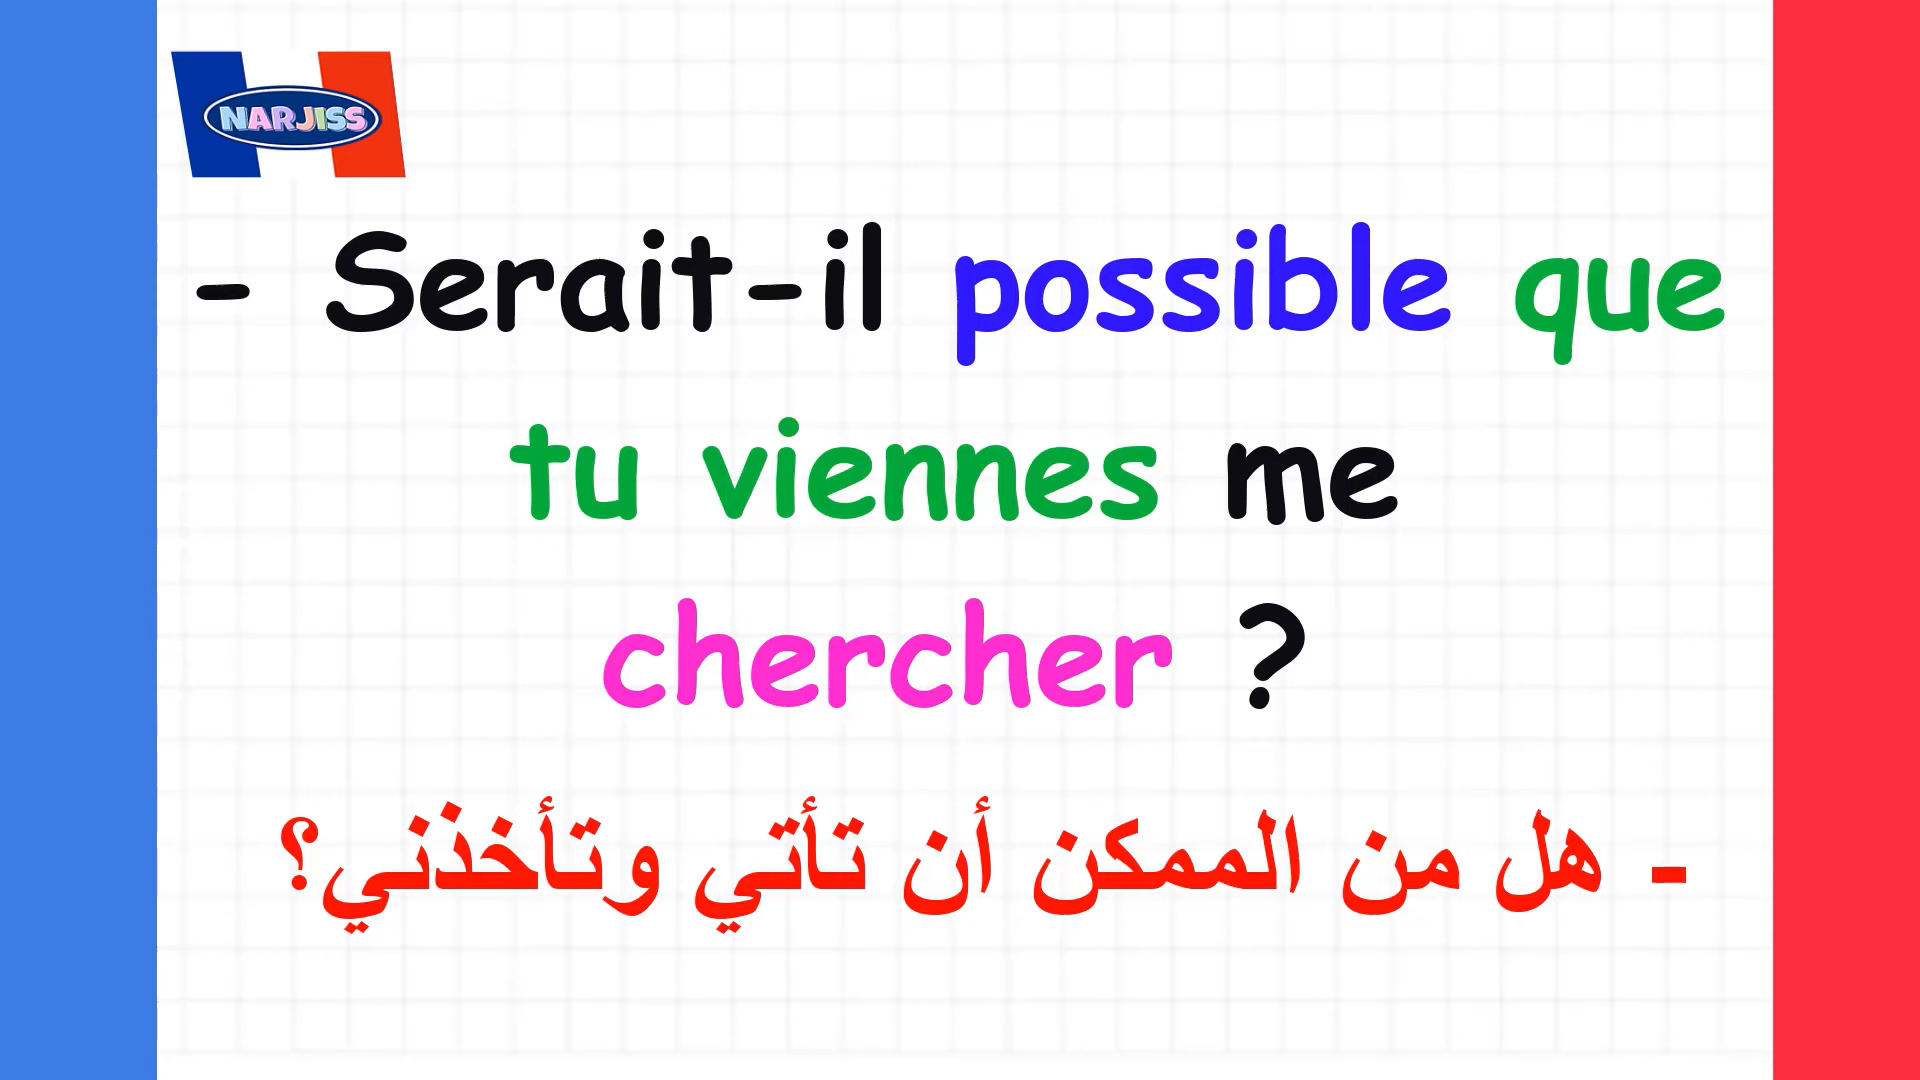 NARJISS
- Serait-il possible que
tu viennes me
chercher ?
- هل من الممكن أن تأتي وتأخذني؟